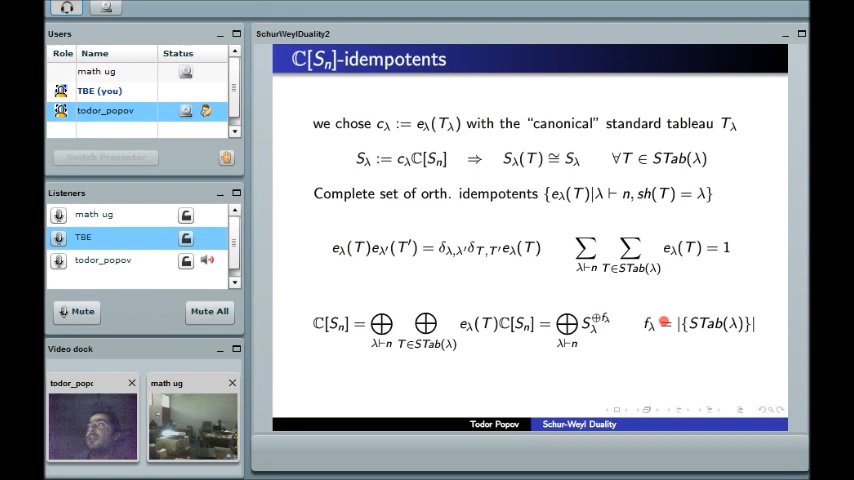 Users
Role Name Status
math ug
TBE (you)
todor_popov
Switch Presenter
Listeners
math ug
TBE
todor_popov
Mute
Mute All
Video dock
todor_popc
math ug
SchurWeylDuality2
ℂ[Sₙ]-idempotents
we chose c_λ := e_λ(T_λ) with the “canonical” standard tableau T_λ
S_λ := c_λℂ[Sₙ] ⇒ S_λ(T) ≅ S_λ ∀T ∈ STab(λ)
Complete set of orth. idempotents {e_λ(T)|λ ⊢ n, sh(T) = λ}
e_λ(T)e_λ′(T′) = δ_λ,λ′δ_T,T′e_λ(T) ∑_{λ⊢n} ∑_{T∈STab(λ)} e_λ(T) = 1
ℂ[Sₙ] = ⨁_{λ⊢n} ⨁_{T∈STab(λ)} e_λ(T)ℂ[Sₙ] = ⨁_{λ⊢n} S_λ^{⊕f_λ} f_λ = |{STab(λ)}|
Todor Popov Schur-Weyl Duality